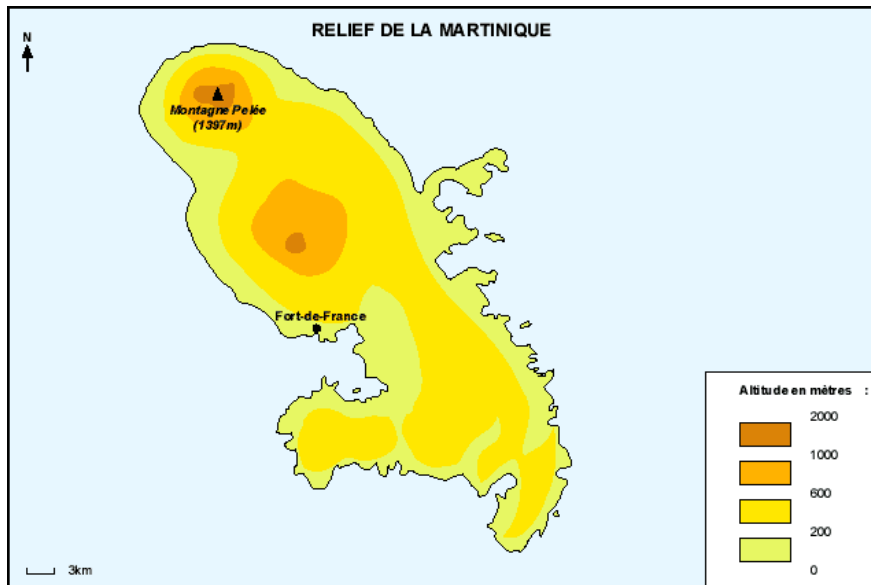 RELIEF DE LA MARTINIQUE
N
Montagne Pelée
(1397m)
Fort-de-France
Altitude en mètres :
2000
1000
600
200
0
3km